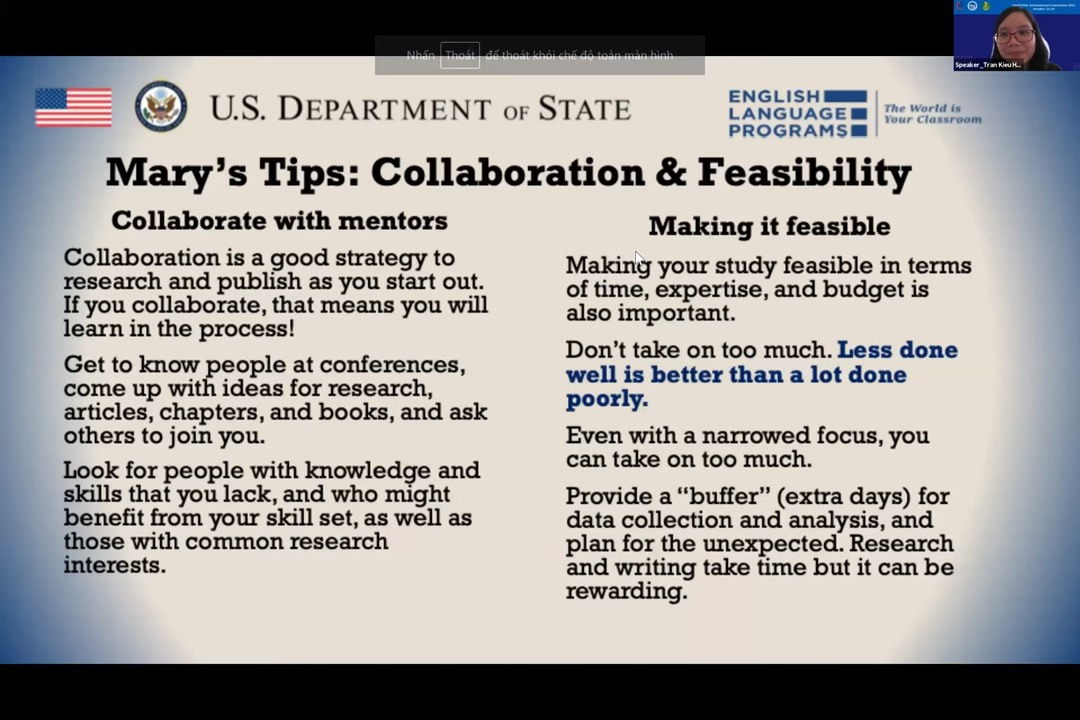 Nhấn Thoát để thoát khỏi chế độ toàn màn hình
Speaker_Tran Kieu H...
U.S. DEPARTMENT OF STATE
ENGLISH
LANGUAGE
PROGRAMS
The World is
Your Classroom
Mary's Tips: Collaboration & Feasibility
Collaborate with mentors
Collaboration is a good strategy to
research and publish as you start out.
If you collaborate, that means you will
learn in the process!
Get to know people at conferences,
come up with ideas for research,
articles, chapters, and books, and ask
others to join you.
Look for people with knowledge and
skills that you lack, and who might
benefit from your skill set, as well as
those with common research
interests.
Making it feasible
Making your study feasible in terms
of time, expertise, and budget is
also important.
Don't take on too much. Less done
well is better than a lot done
poorly.
Even with a narrowed focus, you
can take on too much.
Provide a “buffer” (extra days) for
data collection and analysis, and
plan for the unexpected. Research
and writing take time but it can be
rewarding.